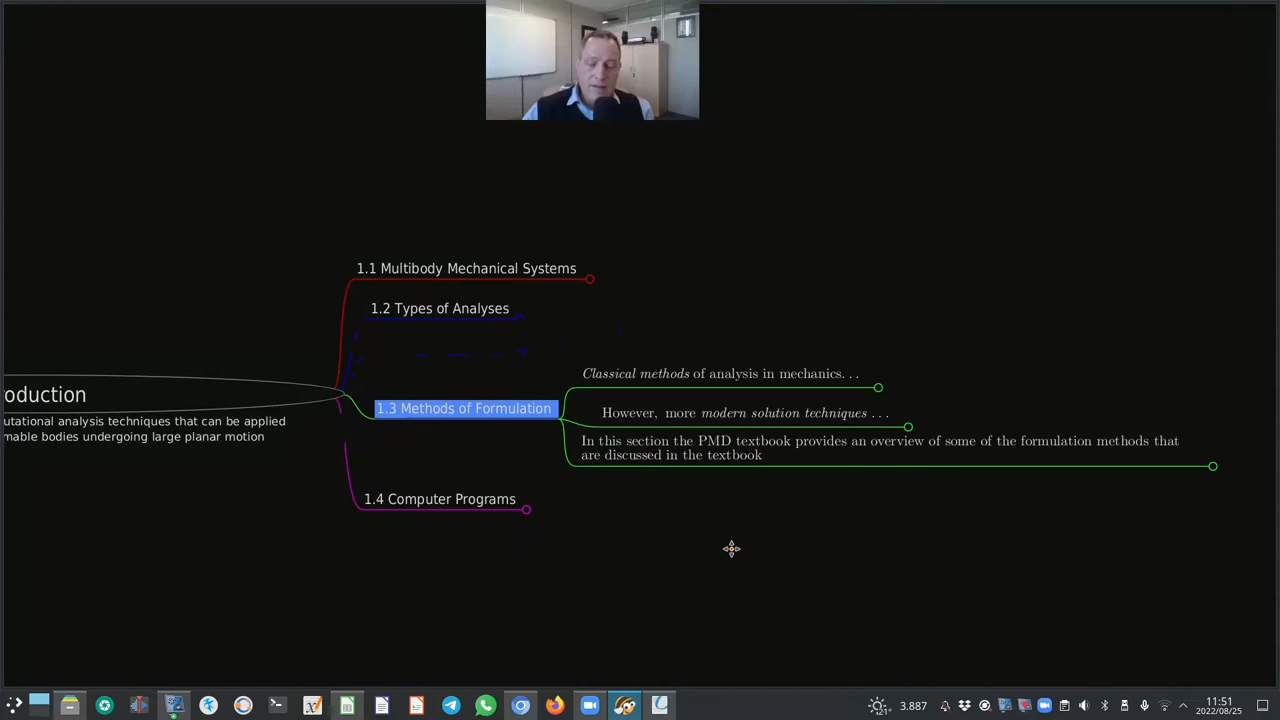 1.1 Multibody Mechanical Systems
1.2 Types of Analyses
Classical methods of analysis in mechanics. . .
roduction
1.3 Methods of Formulation
However, more modern solution techniques . . .
utational analysis techniques that can be applied
mable bodies undergoing large planar motion
In this section the PMD textbook provides an overview of some of the formulation methods that
are discussed in the textbook
1.4 Computer Programs
3.887
11:51
2022/08/25